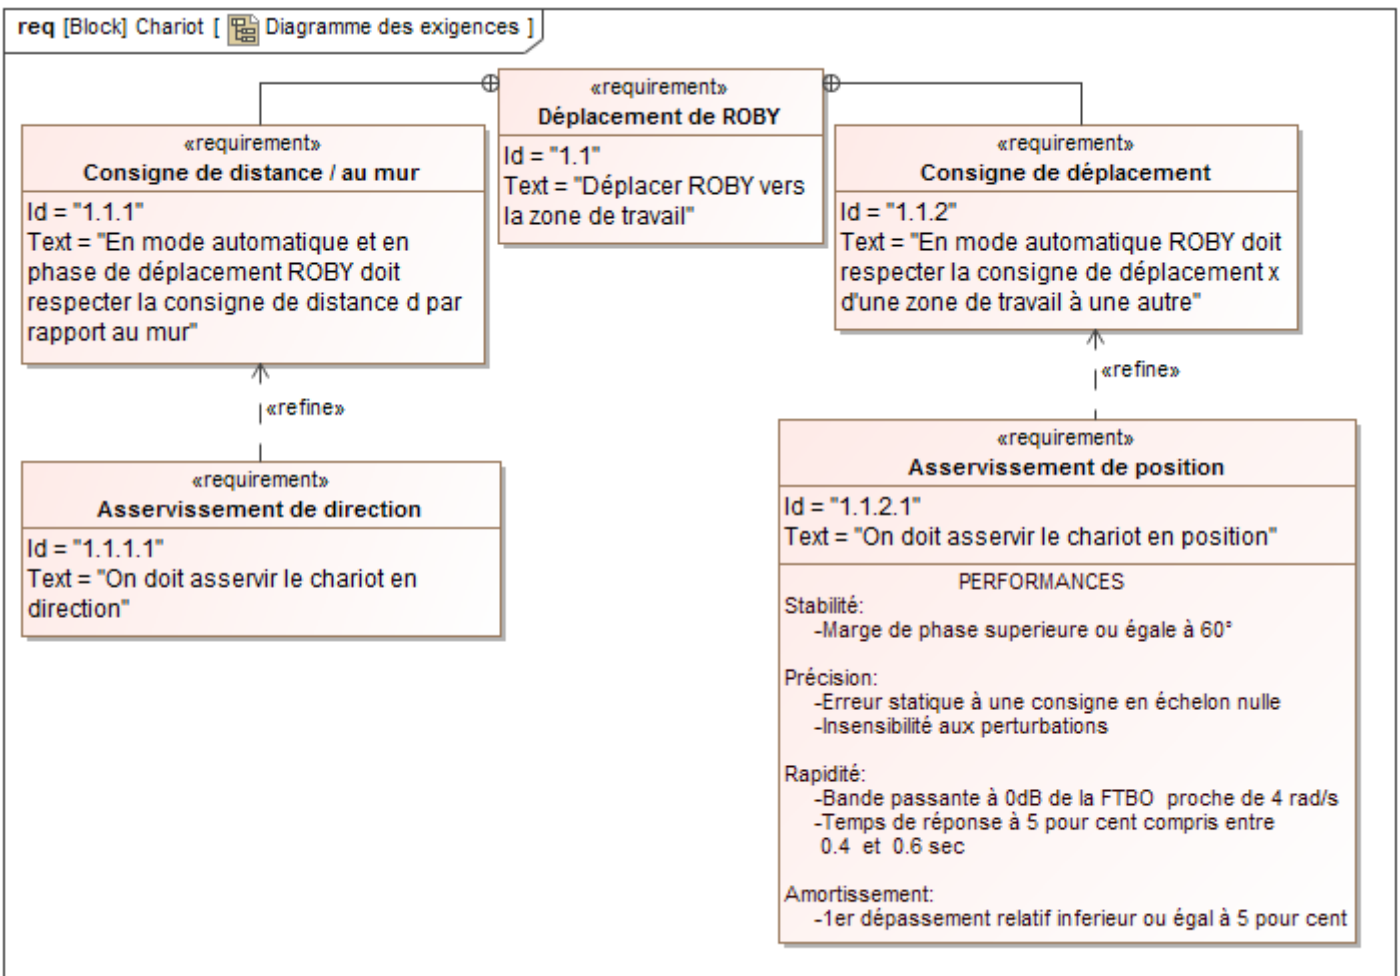 req [Block] Chariot [ Diagramme des exigences ]
«requirement»
Déplacement de ROBY
Id = "1.1"
Text = "Déplacer ROBY vers
la zone de travail"
«requirement»
Consigne de distance / au mur
Id = "1.1.1"
Text = "En mode automatique et en
phase de déplacement ROBY doit
respecter la consigne de distance d par
rapport au mur"
«requirement»
Consigne de déplacement
Id = "1.1.2"
Text = "En mode automatique ROBY doit
respecter la consigne de déplacement x
d'une zone de travail à une autre"
«refine»
«refine»
«requirement»
Asservissement de direction
Id = "1.1.1.1"
Text = "On doit asservir le chariot en
direction"
«requirement»
Asservissement de position
Id = "1.1.2.1"
Text = "On doit asservir le chariot en position"
PERFORMANCES
Stabilité:
-Marge de phase superieure ou égale à 60°
Précision:
-Erreur statique à une consigne en échelon nulle
-Insensibilité aux perturbations
Rapidité:
-Bande passante à 0dB de la FTBO proche de 4 rad/s
-Temps de réponse à 5 pour cent compris entre
0.4 et 0.6 sec
Amortissement:
-1er dépassement relatif inferieur ou égal à 5 pour cent